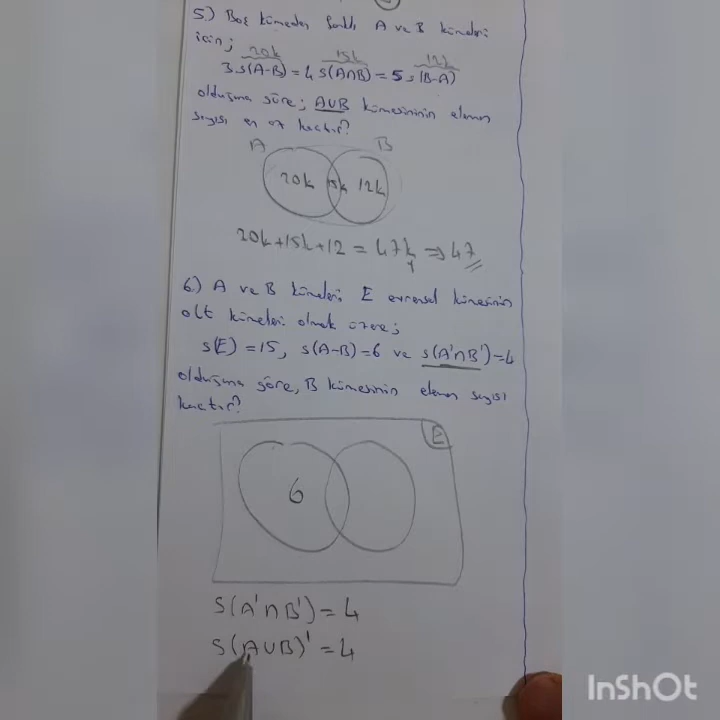 5.) Boş kümeden farklı A ve B kümeleri
için;
20k 15k 12k
3.s(A-B)=4 s(A∩B)=5 s(B-A)
olduğuna göre; A∪B kümesinin eleman
sayısı en az kaçtır?
A B
20k 15k 12k
20k+15k+12=47k ⇒47
1
6.) A ve B kümeleri, E evrensel kümesinin
alt kümeleri olmak üzere;
s(E)=15, s(A-B)=6 ve s(A'∩B')=4
olduğuna göre, B kümesinin eleman sayısı
kaçtır?
E
6
s(A'∩B')=4
s(A∪B)'=4
InShOt